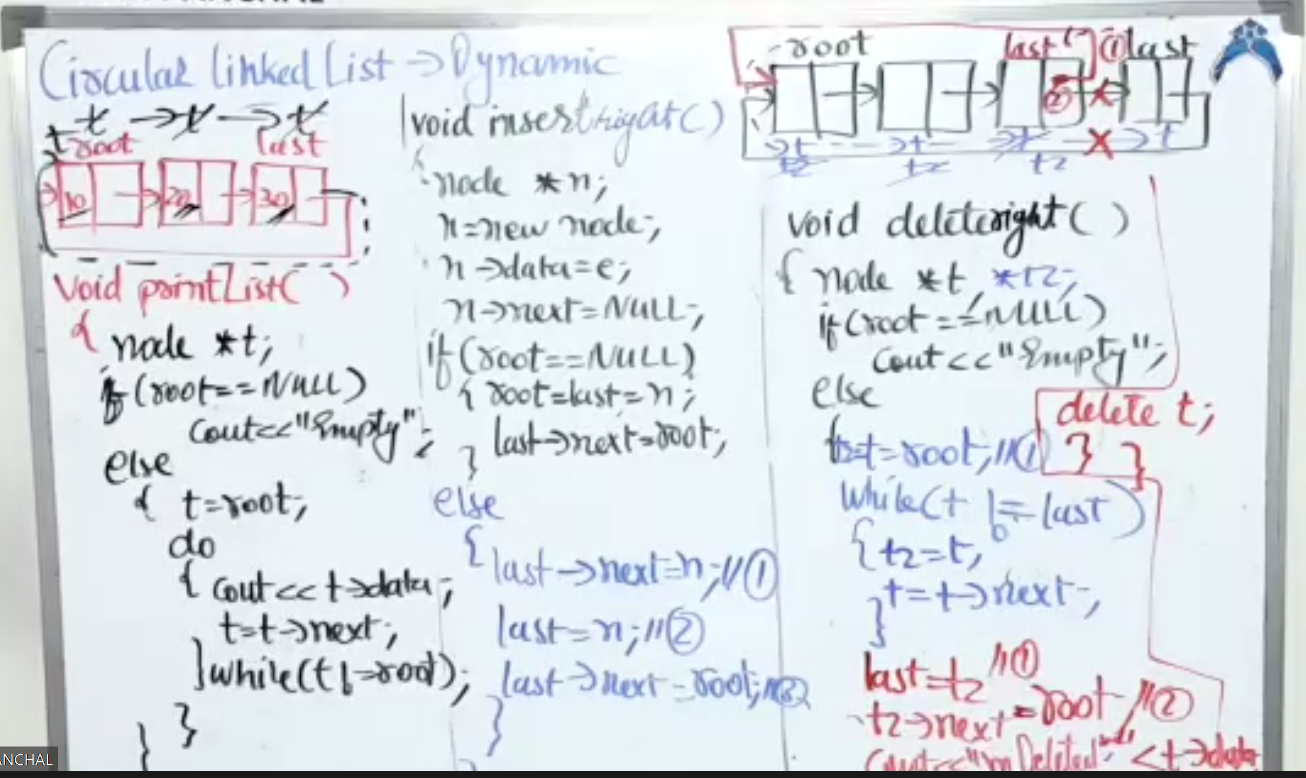 Circular linked List → Dynamic
t → t → t
t root last
10 20 30
void printList( )
{ node *t;
if(root==NULL)
cout<<"Empty";
else
{ t=root;
do
{ cout<<t->data;
t=t->next;
}while(t!=root);
}
}
void insertright( )
{
node *n;
n=new node;
n->data=e;
n->next=NULL;
if(root==NULL)
{ root=last=n;
last->next=root;
}
else
{ last->next=n;//①
last=n;//②
last->next=root;//③
}
root last ① last
②
t t t t
t2 t2 t2
void deleteright( )
{ node *t, *t2;
if(root==NULL)
cout<<"Empty";
else
{ t2=t=root;//①
while(t != last)
{ t2=t;
t=t->next;
}
last=t2 //①
t2->next=root //②
cout<<"\n Deleted" < t->data
delete t;
} }
ANCHAL